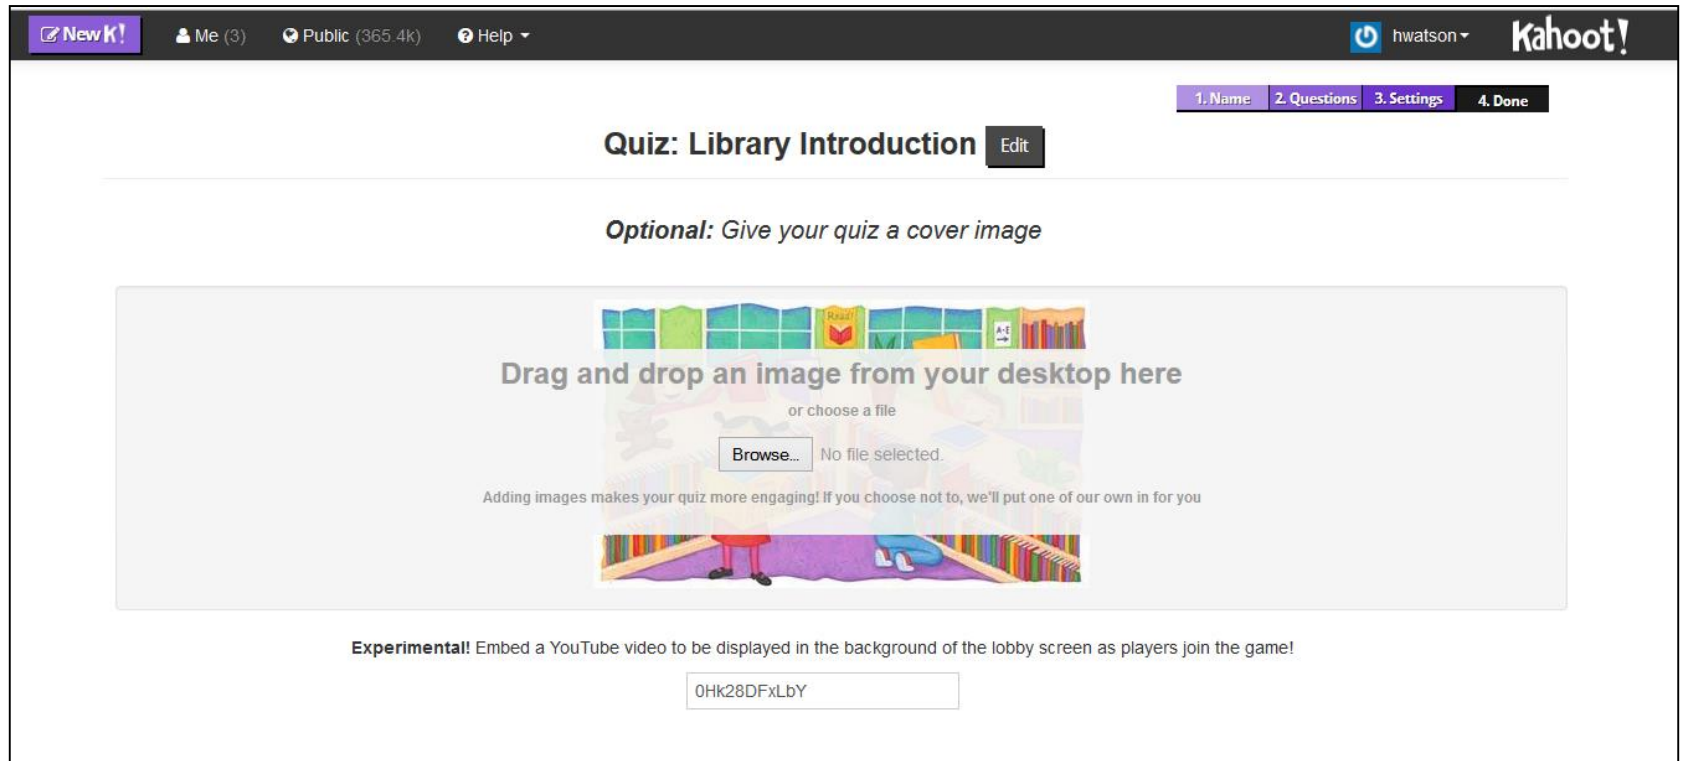 New K! Me (3) Public (365.4k) Help hwatson Kahoot!
1. Name 2. Questions 3. Settings 4. Done
Quiz: Library Introduction Edit
Optional: Give your quiz a cover image
Read!
A-E
Drag and drop an image from your desktop here
or choose a file
Browse... No file selected.
Adding images makes your quiz more engaging! If you choose not to, we'll put one of our own in for you
Experimental! Embed a YouTube video to be displayed in the background of the lobby screen as players join the game!
0Hk28DFxLbY